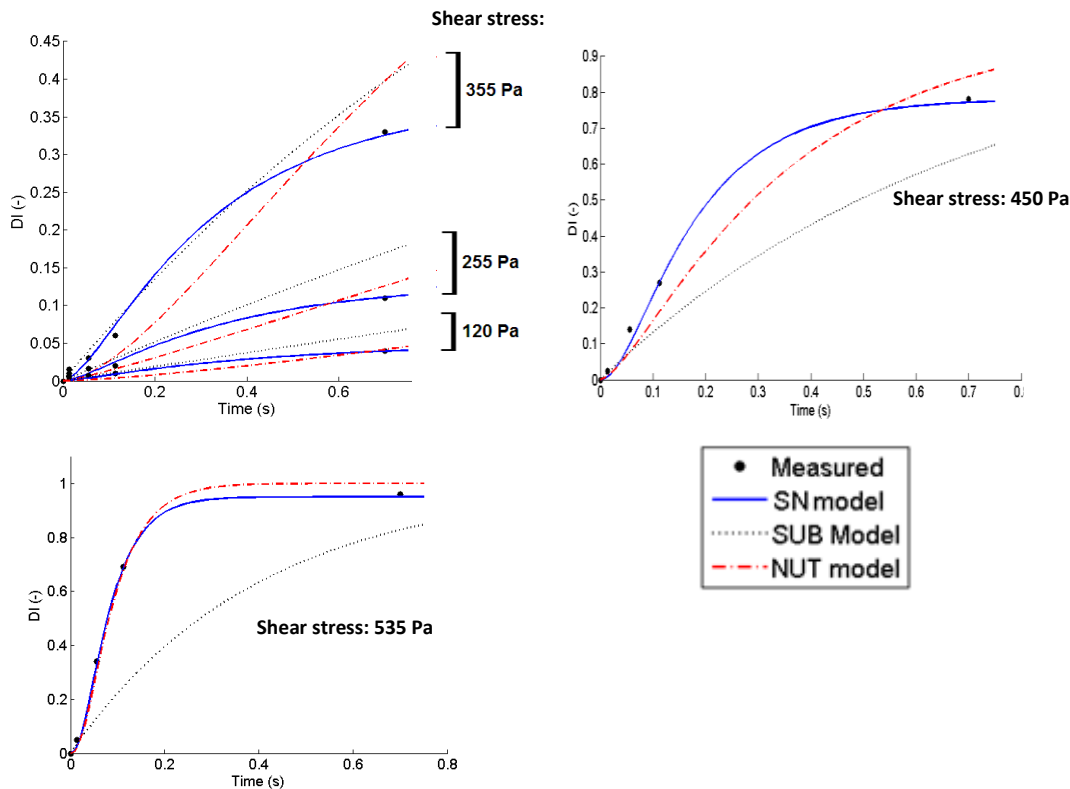 Shear stress:
0.45
0.4
0.35
0.3
0.25
0.2
0.15
0.1
0.05
0
DI (-)
0
0.2
0.4
0.6
Time (s)
355 Pa
255 Pa
120 Pa
0.9
0.8
0.7
0.6
0.5
0.4
0.3
0.2
0.1
0
DI (-)
0
0.1
0.2
0.3
0.4
0.5
0.6
0.7
Time (s)
Shear stress: 450 Pa
1
0.8
0.6
0.4
0.2
0
DI (-)
0
0.2
0.4
0.6
0.8
Time (s)
Shear stress: 535 Pa
Measured
SN model
SUB Model
NUT model